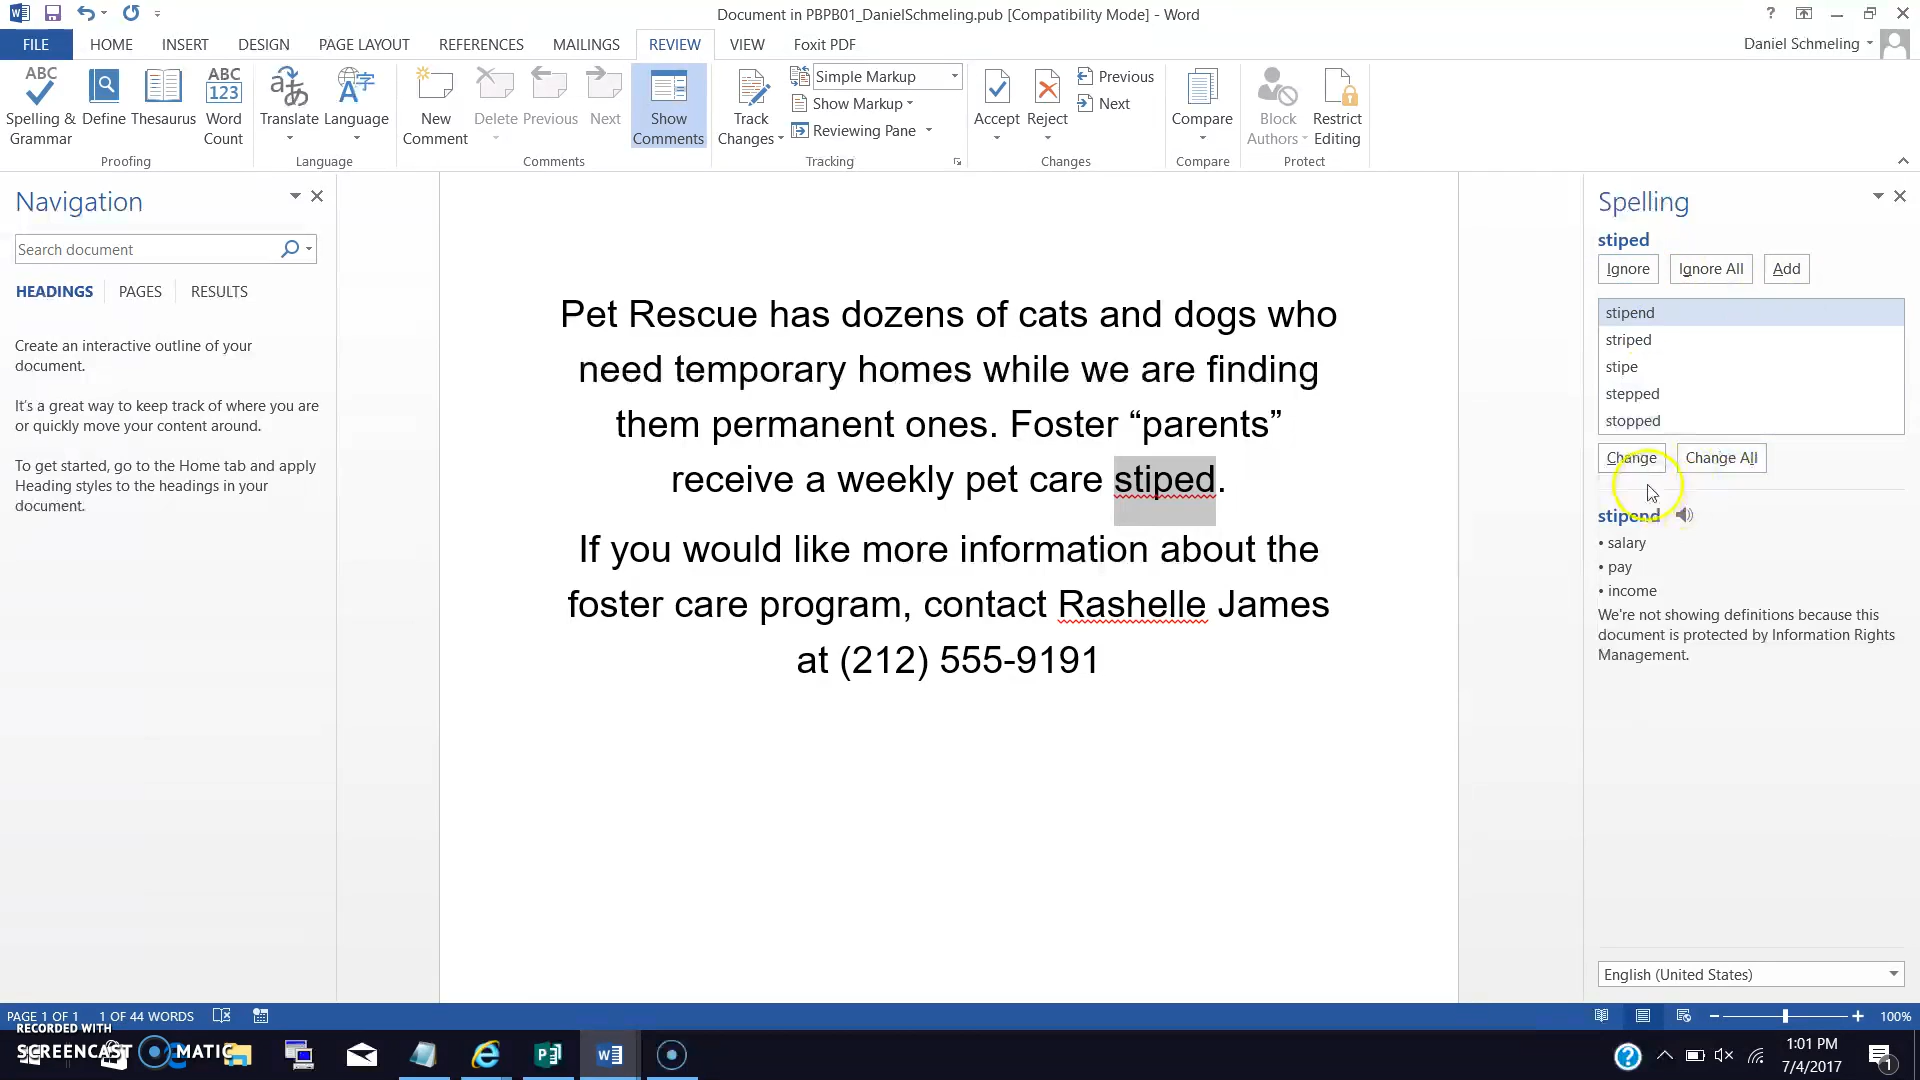 Document in PBPB01_DanielSchmeling.pub [Compatibility Mode] - Word
FILE HOME INSERT DESIGN PAGE LAYOUT REFERENCES MAILINGS REVIEW VIEW Foxit PDF
Daniel Schmeling
ABC
Spelling &
Grammar
Define
Thesaurus
ABC
123
Word
Count
Proofing
Translate
Language
Language
New
Comment
Delete
Previous
Next
Show
Comments
Comments
Track
Changes
Simple Markup
Show Markup
Reviewing Pane
Tracking
Accept
Reject
Previous
Next
Changes
Compare
Compare
Block
Authors
Restrict
Editing
Protect
Navigation
Search document
HEADINGS PAGES RESULTS
Create an interactive outline of your
document.
It's a great way to keep track of where you are
or quickly move your content around.
To get started, go to the Home tab and apply
Heading styles to the headings in your
document.
Pet Rescue has dozens of cats and dogs who
need temporary homes while we are finding
them permanent ones. Foster “parents”
receive a weekly pet care stiped.
If you would like more information about the
foster care program, contact Rashelle James
at (212) 555-9191
Spelling
stiped
Ignore Ignore All Add
stipend
striped
stipe
stepped
stopped
Change Change All
stipend
• salary
• pay
• income
We're not showing definitions because this
document is protected by Information Rights
Management.
English (United States)
PAGE 1 OF 1 1 OF 44 WORDS
100%
RECORDED WITH
SCREENCAST MATIC
1:01 PM
7/4/2017
1